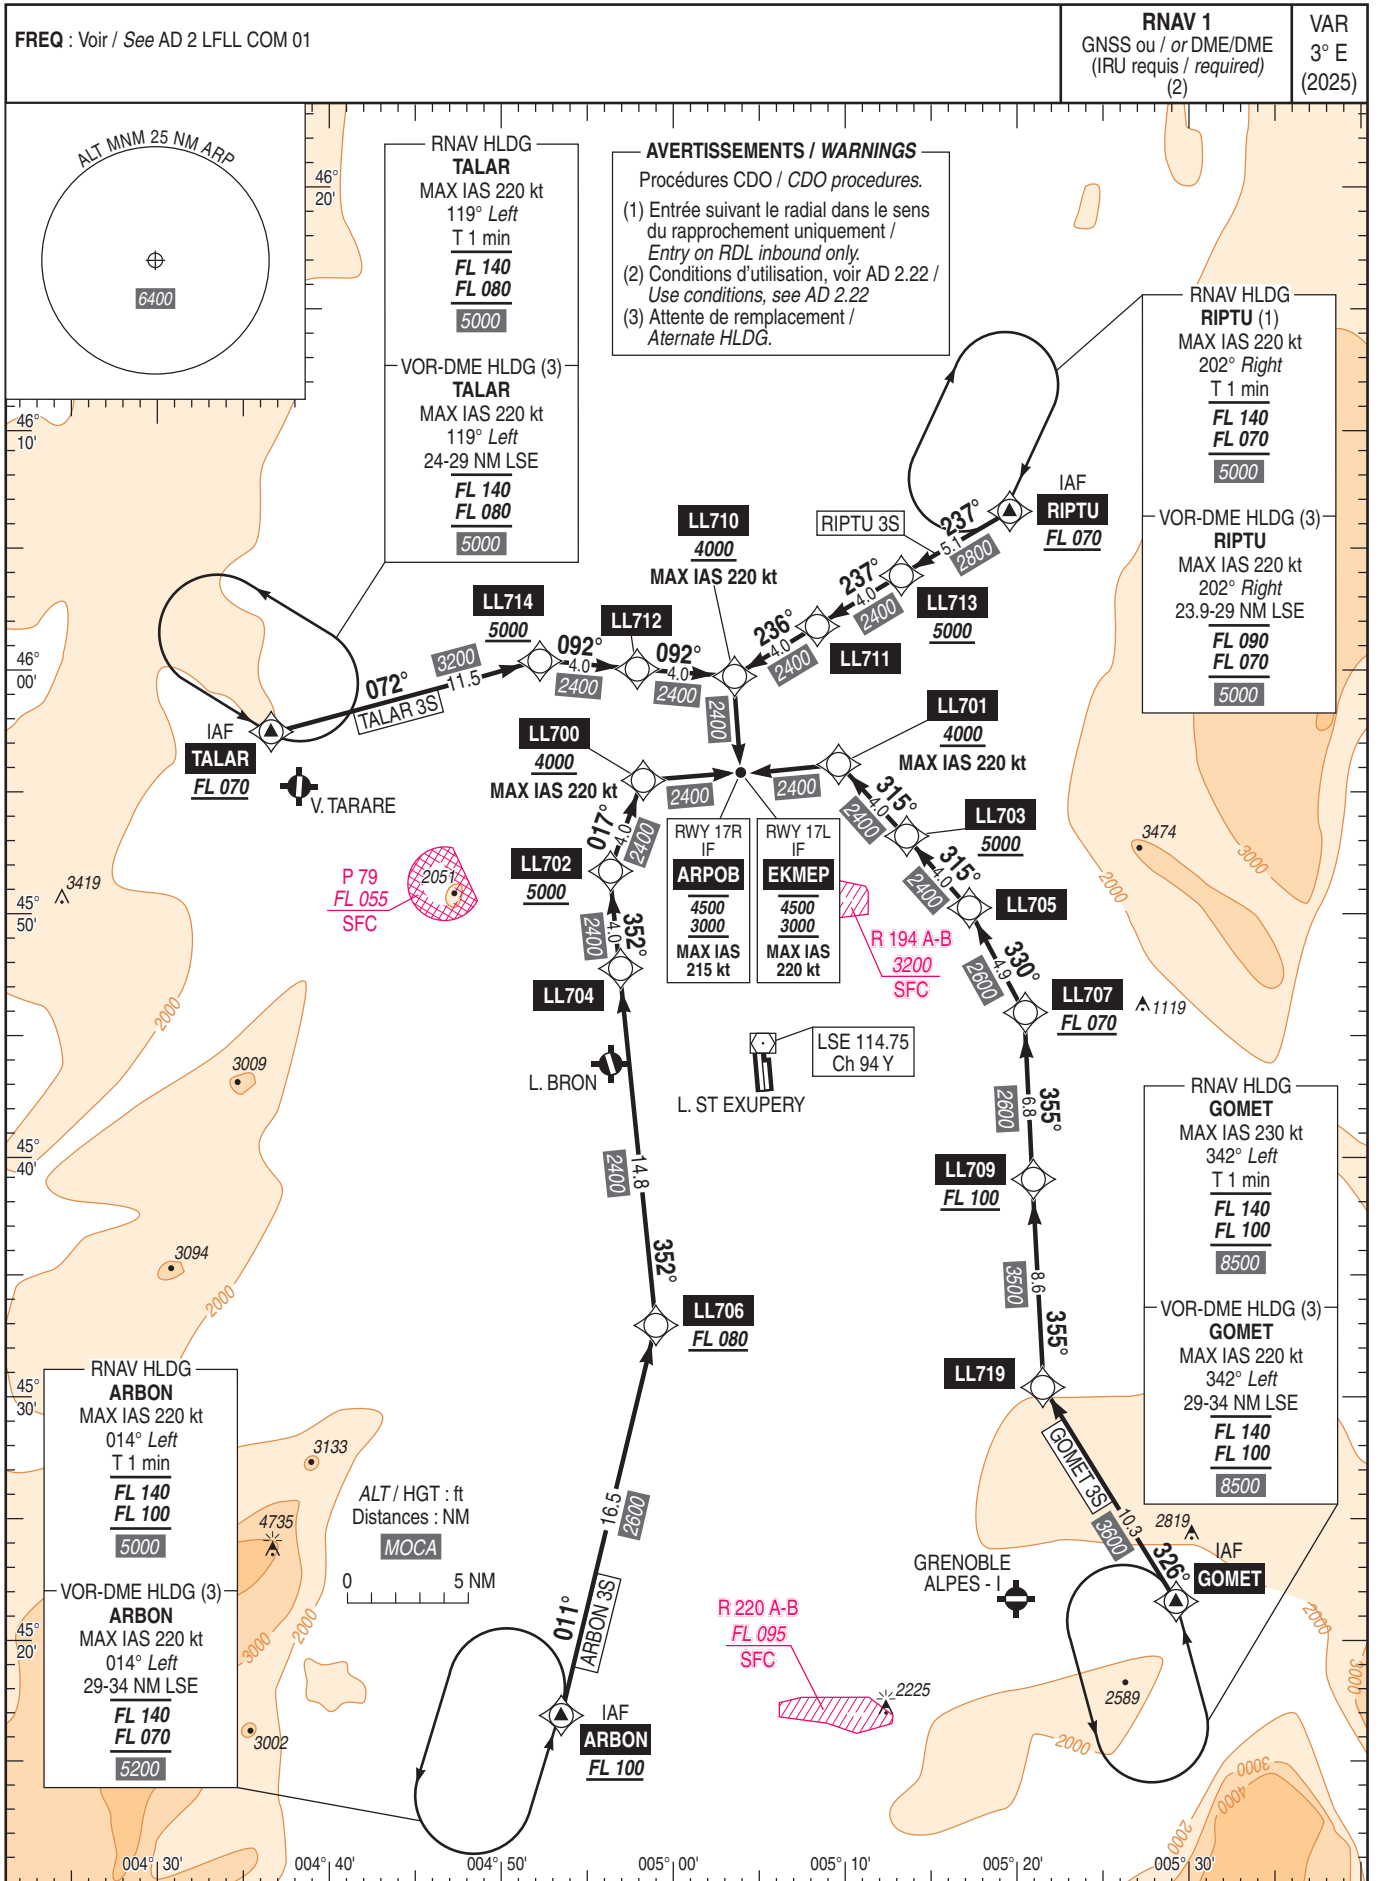 FREQ : Voir / See AD 2 LFLL COM 01
RNAV 1
GNSS ou / or DME/DME
(IRU requis / required)
(2)
VAR
3° E
(2025)
ALT MNM 25 NM ARP
6400
RNAV HLDG
TALAR
MAX IAS 220 kt
119° Left
T 1 min
FL 140
FL 080
5000
VOR-DME HLDG (3)
TALAR
MAX IAS 220 kt
119° Left
24-29 NM LSE
FL 140
FL 080
5000
AVERTISSEMENTS / WARNINGS
Procédures CDO / CDO procedures.
(1) Entrée suivant le radial dans le sens
du rapprochement uniquement /
Entry on RDL inbound only.
(2) Conditions d'utilisation, voir AD 2.22 /
Use conditions, see AD 2.22
(3) Attente de remplacement /
Aternate HLDG.
RNAV HLDG
RIPTU (1)
MAX IAS 220 kt
202° Right
T 1 min
FL 140
FL 070
5000
VOR-DME HLDG (3)
RIPTU
MAX IAS 220 kt
202° Right
23.9-29 NM LSE
FL 090
FL 070
5000
46°
20'
46°
10'
46°
00'
45°
50'
45°
40'
45°
30'
45°
20'
IAF
RIPTU
FL 070
RIPTU 3S
237°
5.1
2800
LL713
5000
237°
4.0
2400
LL711
236°
4.0
2400
LL710
4000
MAX IAS 220 kt
LL714
5000
092°
4.0
2400
LL712
092°
4.0
2400
2400
3200
072°
11.5
TALAR 3S
IAF
TALAR
FL 070
V. TARARE
LL700
4000
MAX IAS 220 kt
2400
LL701
4000
MAX IAS 220 kt
2400
017°
4.0
2400
LL702
5000
352°
4.0
2400
LL704
RWY 17R
IF
ARPOB
4500
3000
MAX IAS
215 kt
RWY 17L
IF
EKMEP
4500
3000
MAX IAS
220 kt
315°
4.0
2400
LL703
5000
315°
4.0
2400
LL705
330°
4.9
2600
LL707
FL 070
1119
3474
3000
2000
P 79
FL 055
SFC
2051
3419
R 194 A-B
3200
SFC
2000
3009
L. BRON
LSE 114.75
Ch 94 Y
L. ST EXUPERY
355°
6.8
2600
LL709
FL 100
2400
14.8
352°
3094
2000
LL706
FL 080
3500
8.6
355°
LL719
RNAV HLDG
GOMET
MAX IAS 230 kt
342° Left
T 1 min
FL 140
FL 100
8500
VOR-DME HLDG (3)
GOMET
MAX IAS 220 kt
342° Left
29-34 NM LSE
FL 140
FL 100
8500
RNAV HLDG
ARBON
MAX IAS 220 kt
014° Left
T 1 min
FL 140
FL 100
5000
VOR-DME HLDG (3)
ARBON
MAX IAS 220 kt
014° Left
29-34 NM LSE
FL 140
FL 070
5200
3133
4735
3000
2000
3002
ALT / HGT : ft
Distances : NM
MOCA
0
5 NM
16.5
2600
011°
ARBON 3S
IAF
ARBON
FL 100
GOMET 3S
10.3
3600
326°
2819
IAF
GOMET
GRENOBLE
ALPES - I
R 220 A-B
FL 095
SFC
2225
2589
2000
2000
3000
3000
4000
2000
004° 30'
004° 40'
004° 50'
005° 00'
005° 10'
005° 20'
005° 30'